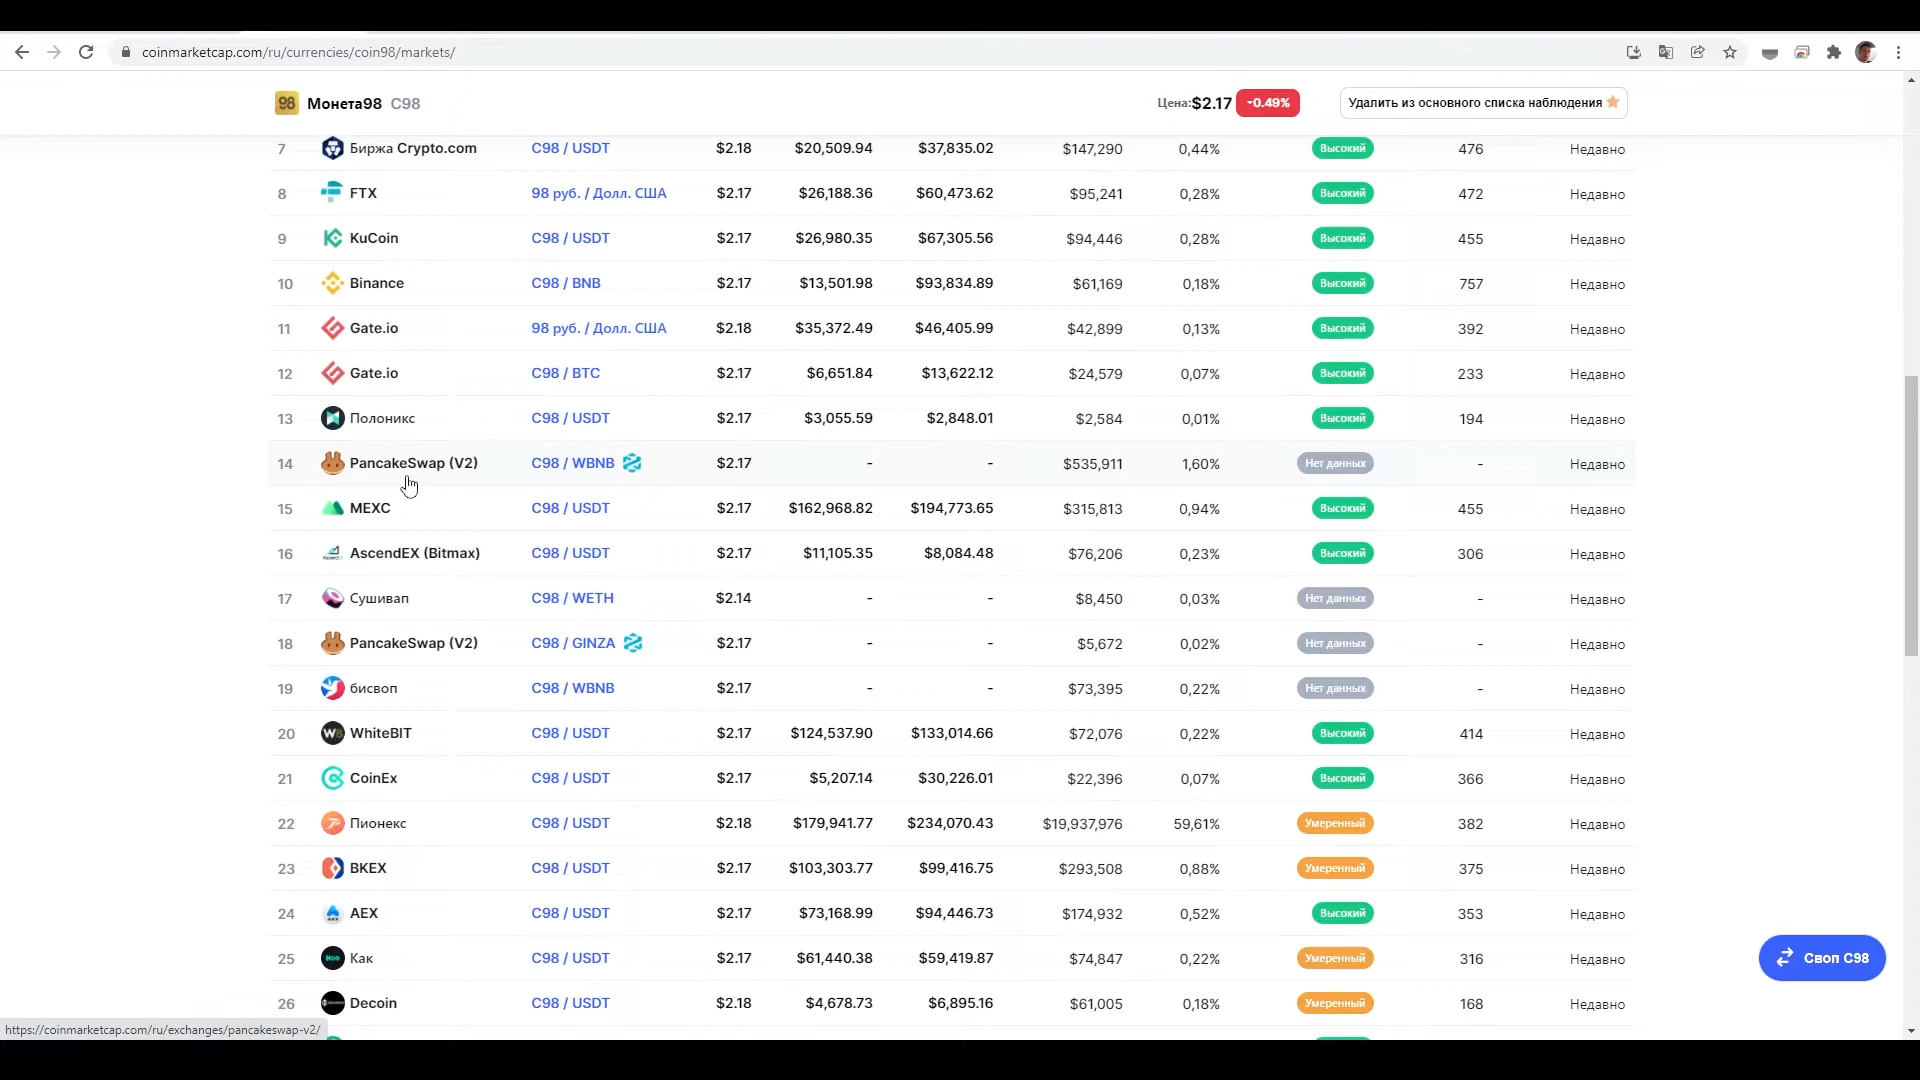 coinmarketcap.com/ru/currencies/coin98/markets/
98 Монета98 C98 Цена:$2.17 -0.49% Удалить из основного списка наблюдения
7 Биржа Crypto.com C98 / USDT $2.18 $20,509.94 $37,835.02 $147,290 0,44% Высокий 476 Недавно
8 FTX 98 руб. / Долл. США $2.17 $26,188.36 $60,473.62 $95,241 0,28% Высокий 472 Недавно
9 KuCoin C98 / USDT $2.17 $26,980.35 $67,305.56 $94,446 0,28% Высокий 455 Недавно
10 Binance C98 / BNB $2.17 $13,501.98 $93,834.89 $61,169 0,18% Высокий 757 Недавно
11 Gate.io 98 руб. / Долл. США $2.18 $35,372.49 $46,405.99 $42,899 0,13% Высокий 392 Недавно
12 Gate.io C98 / BTC $2.17 $6,651.84 $13,622.12 $24,579 0,07% Высокий 233 Недавно
13 Полоникс C98 / USDT $2.17 $3,055.59 $2,848.01 $2,584 0,01% Высокий 194 Недавно
14 PancakeSwap (V2) C98 / WBNB $2.17 - - $535,911 1,60% Нет данных - Недавно
15 MEXC C98 / USDT $2.17 $162,968.82 $194,773.65 $315,813 0,94% Высокий 455 Недавно
16 AscendEX (Bitmax) C98 / USDT $2.17 $11,105.35 $8,084.48 $76,206 0,23% Высокий 306 Недавно
17 Сушивап C98 / WETH $2.14 - - $8,450 0,03% Нет данных - Недавно
18 PancakeSwap (V2) C98 / GINZA $2.17 - - $5,672 0,02% Нет данных - Недавно
19 бисвоп C98 / WBNB $2.17 - - $73,395 0,22% Нет данных - Недавно
20 WhiteBIT C98 / USDT $2.17 $124,537.90 $133,014.66 $72,076 0,22% Высокий 414 Недавно
21 CoinEx C98 / USDT $2.17 $5,207.14 $30,226.01 $22,396 0,07% Высокий 366 Недавно
22 Пионекс C98 / USDT $2.18 $179,941.77 $234,070.43 $19,937,976 59,61% Умеренный 382 Недавно
23 BKEX C98 / USDT $2.17 $103,303.77 $99,416.75 $293,508 0,88% Умеренный 375 Недавно
24 AEX C98 / USDT $2.17 $73,168.99 $94,446.73 $174,932 0,52% Высокий 353 Недавно
25 Как C98 / USDT $2.17 $61,440.38 $59,419.87 $74,847 0,22% Умеренный 316 Недавно
Своп C98
26 Decoin C98 / USDT $2.18 $4,678.73 $6,895.16 $61,005 0,18% Умеренный 168 Недавно
https://coinmarketcap.com/ru/exchanges/pancakeswap-v2/